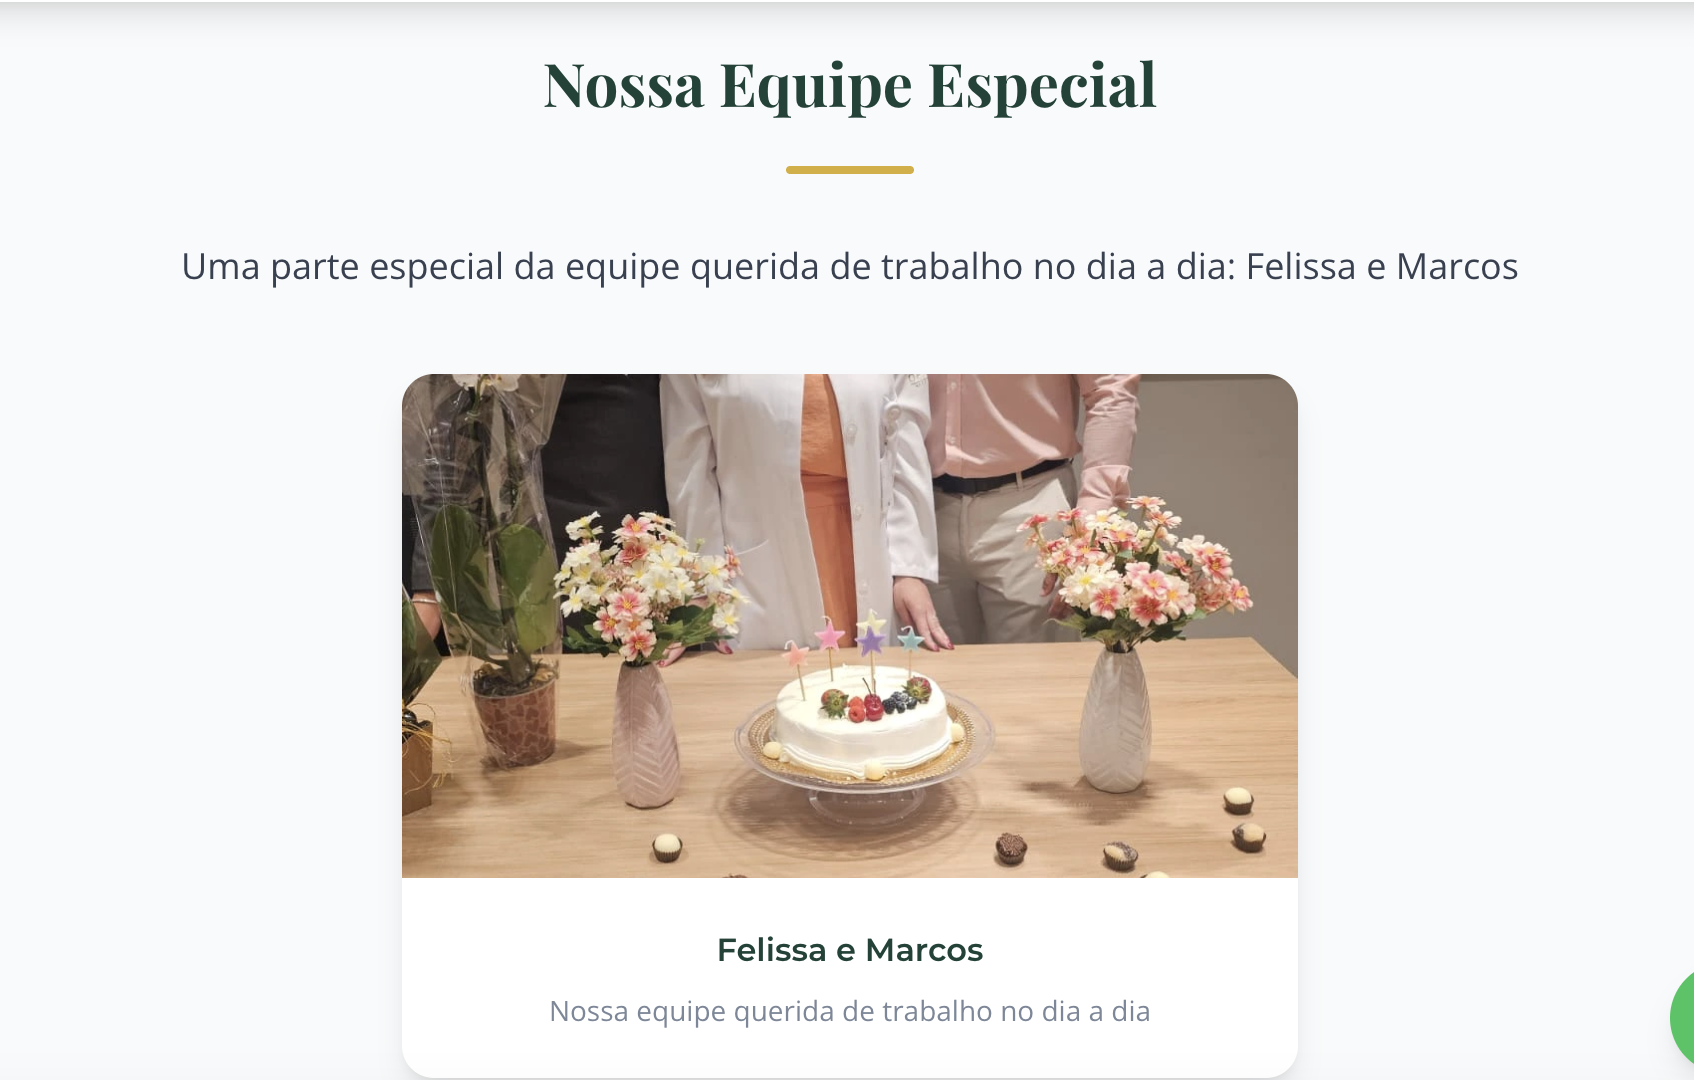 Nossa Equipe Especial
Uma parte especial da equipe querida de trabalho no dia a dia: Felissa e Marcos
Felissa e Marcos
Nossa equipe querida de trabalho no dia a dia